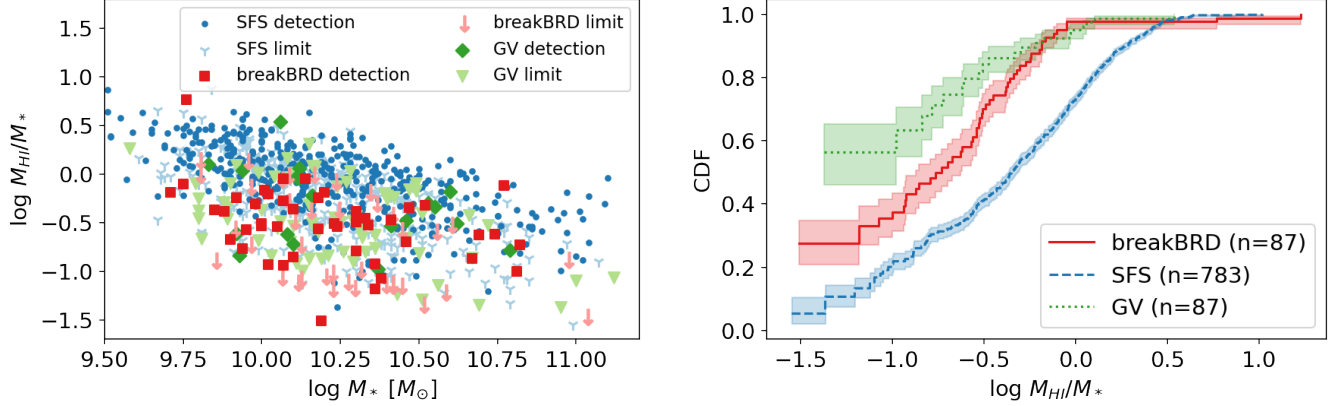 SFS detection
SFS limit
breakBRD detection
breakBRD limit
GV detection
GV limit
1.5
1.0
0.5
0.0
−0.5
−1.0
−1.5
log M_HI/M_*
9.50 9.75 10.00 10.25 10.50 10.75 11.00
log M_* [M_⊙]
1.0
0.8
0.6
0.4
0.2
0.0
CDF
breakBRD (n=87)
SFS (n=783)
GV (n=87)
−1.5 −1.0 −0.5 0.0 0.5 1.0
log M_HI/M_*